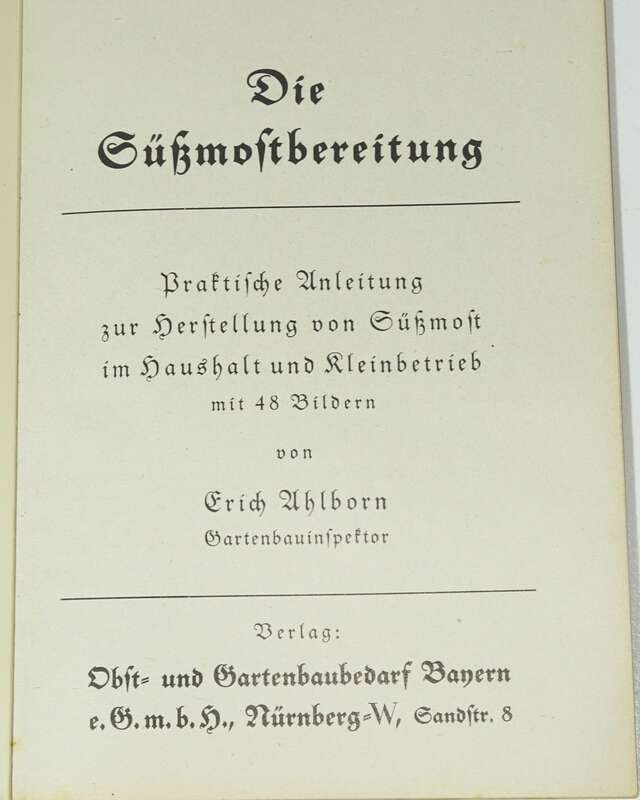 Die
Süßmostbereitung
Praktische Anleitung
zur Herstellung von Süßmost
im Haushalt und Kleinbetrieb
mit 48 Bildern
von
Erich Ahlborn
Gartenbauinspektor
Verlag:
Obst- und Gartenbaubedarf Bayern
e. G. m. b. H., Nürnberg-W, Sandstr. 8